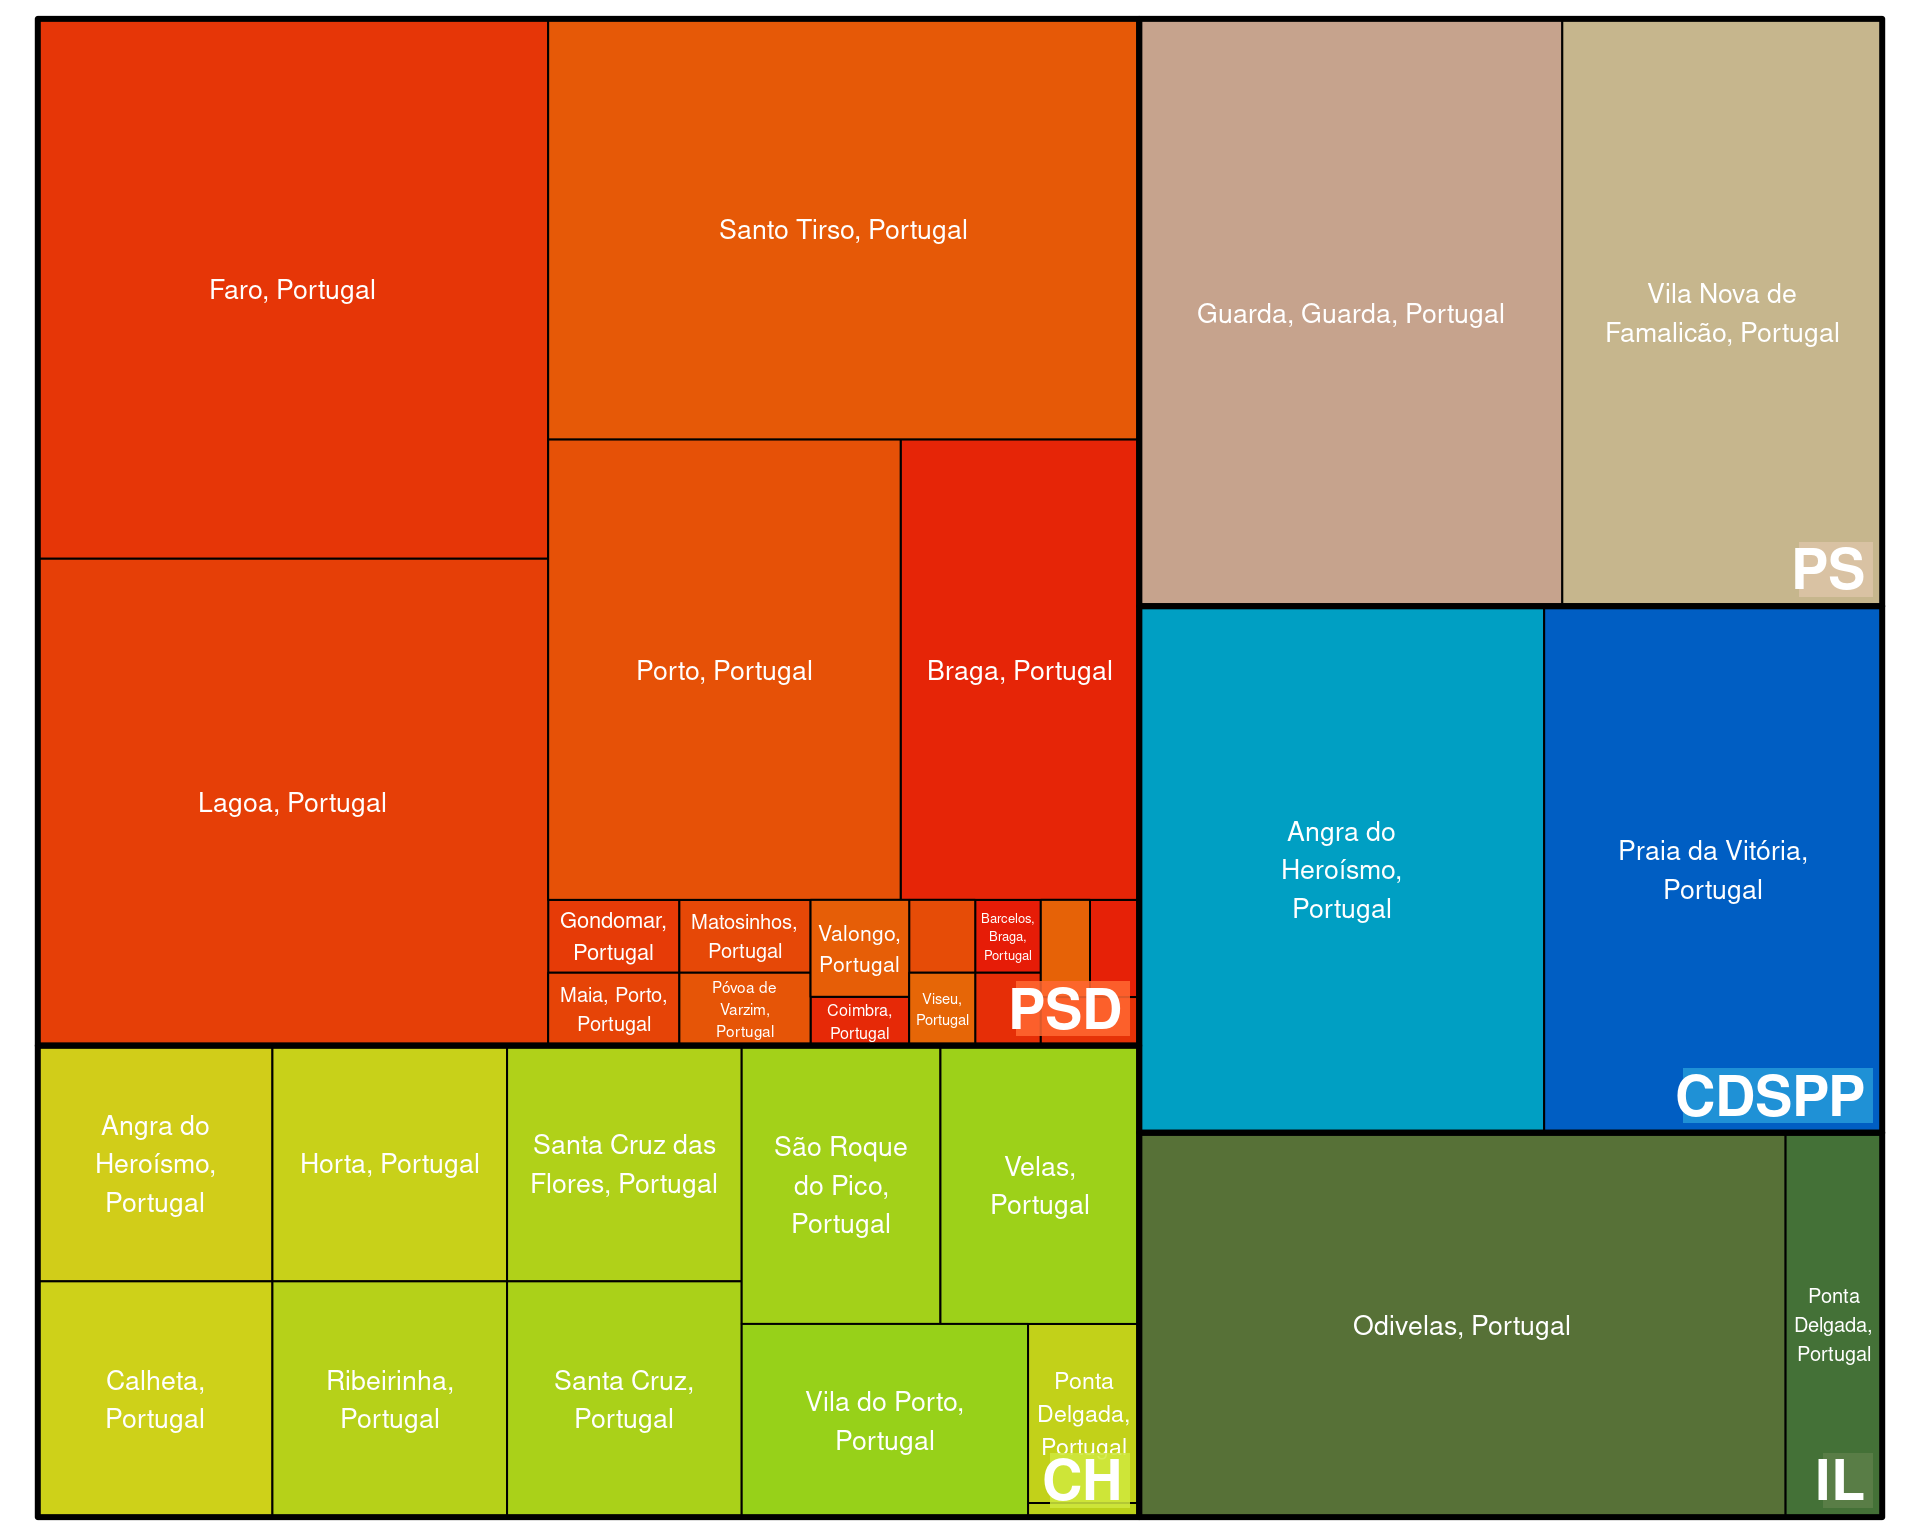 Faro, Portugal
Santo Tirso, Portugal
Lagoa, Portugal
Porto, Portugal
Braga, Portugal
Gondomar,
Portugal
Matosinhos,
Portugal
Valongo,
Portugal
Barcelos,
Braga,
Portugal
Maia, Porto,
Portugal
Póvoa de
Varzim,
Portugal
Coimbra,
Portugal
Viseu,
Portugal
PSD
Guarda, Guarda, Portugal
Vila Nova de
Famalicão, Portugal
PS
Angra do
Heroísmo,
Portugal
Praia da Vitória,
Portugal
CDSPP
Angra do
Heroísmo,
Portugal
Horta, Portugal
Santa Cruz das
Flores, Portugal
São Roque
do Pico,
Portugal
Velas,
Portugal
Calheta,
Portugal
Ribeirinha,
Portugal
Santa Cruz,
Portugal
Vila do Porto,
Portugal
Ponta
Delgada,
Portugal
CH
Odivelas, Portugal
Ponta
Delgada,
Portugal
IL